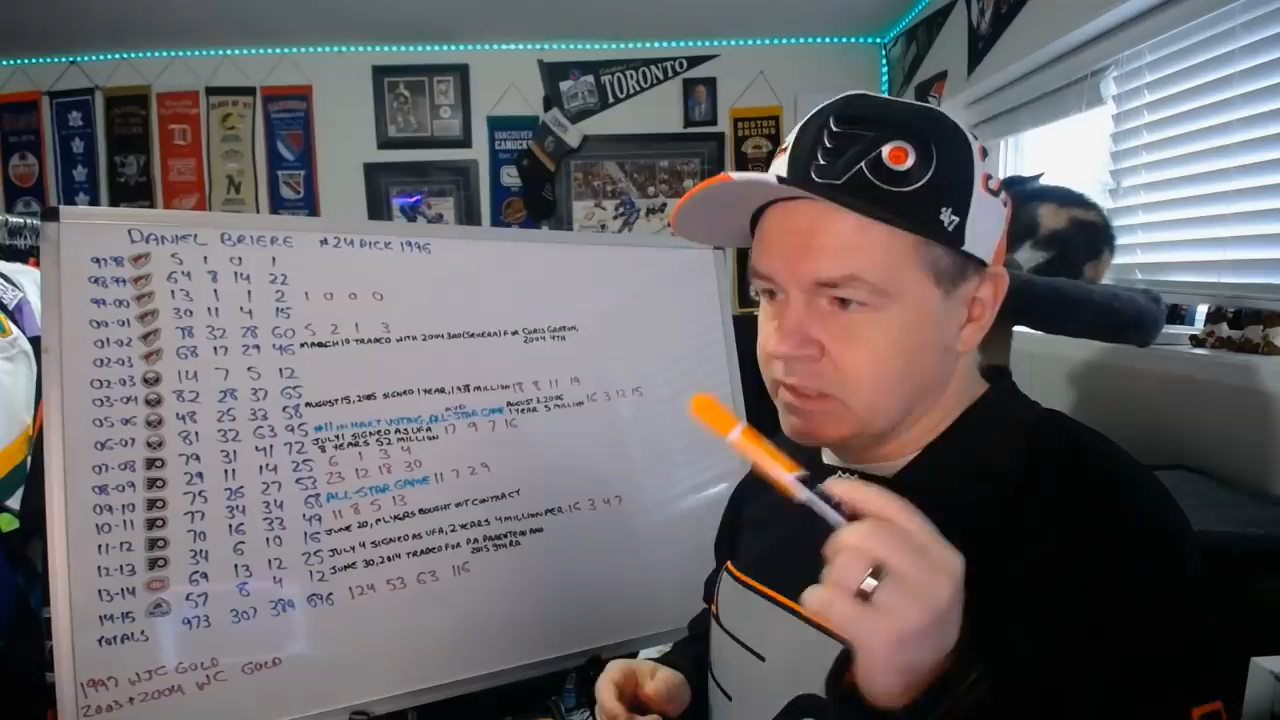 TORONTO
VANCOUVER
CANUCKS
BOSTON
BRUINS
CLASS OF '93
'47
DANIEL BRIERE #24 PICK 1996
97-98 5 1 0 1
98-99 64 8 14 22
99-00 13 1 1 2 1 0 0 0
00-01 30 11 4 15
01-02 78 32 28 60 5 2 1 3
MARCH 10 TRADED WITH 2004 3RD (SEKERA) FOR CHRIS GRATTON,
2004 4TH
02-03 68 17 29 46
02-03 14 7 5 12
03-04 82 28 37 65
AUGUST 15, 2005 SIGNED 1 YEAR, 1.938 MILLION 18 8 11 19
05-06 48 25 33 58
#11 IN HART VOTING, ALL-STAR GAME AUGUST 3, 2006
1 YEAR 5 MILLION 16 3 12 15
06-07 81 32 63 95
JULY 1 SIGNED AS UFA
8 YEARS 52 MILLION
07-08 79 31 41 72 17 9 7 16
08-09 29 11 14 25 6 1 3 4
09-10 75 26 27 53 23 12 18 30
10-11 77 34 34 68 ALL-STAR GAME 11 7 2 9
11-12 70 16 33 49 11 8 5 13
12-13 34 6 10 16 JUNE 20, FLYERS BOUGHT OUT CONTRACT
13-14 69 13 12 25 JULY 4 SIGNED AS UFA, 2 YEARS 4 MILLION PER - 16 3 4 7
14-15 57 8 4 12 JUNE 30, 2014 TRADED FOR P.A. PARENTEAU AND
2015 5TH RD
TOTALS 973 307 389 696 124 53 63 116
1997 WJC GOLD
2003 + 2004 WC GOLD